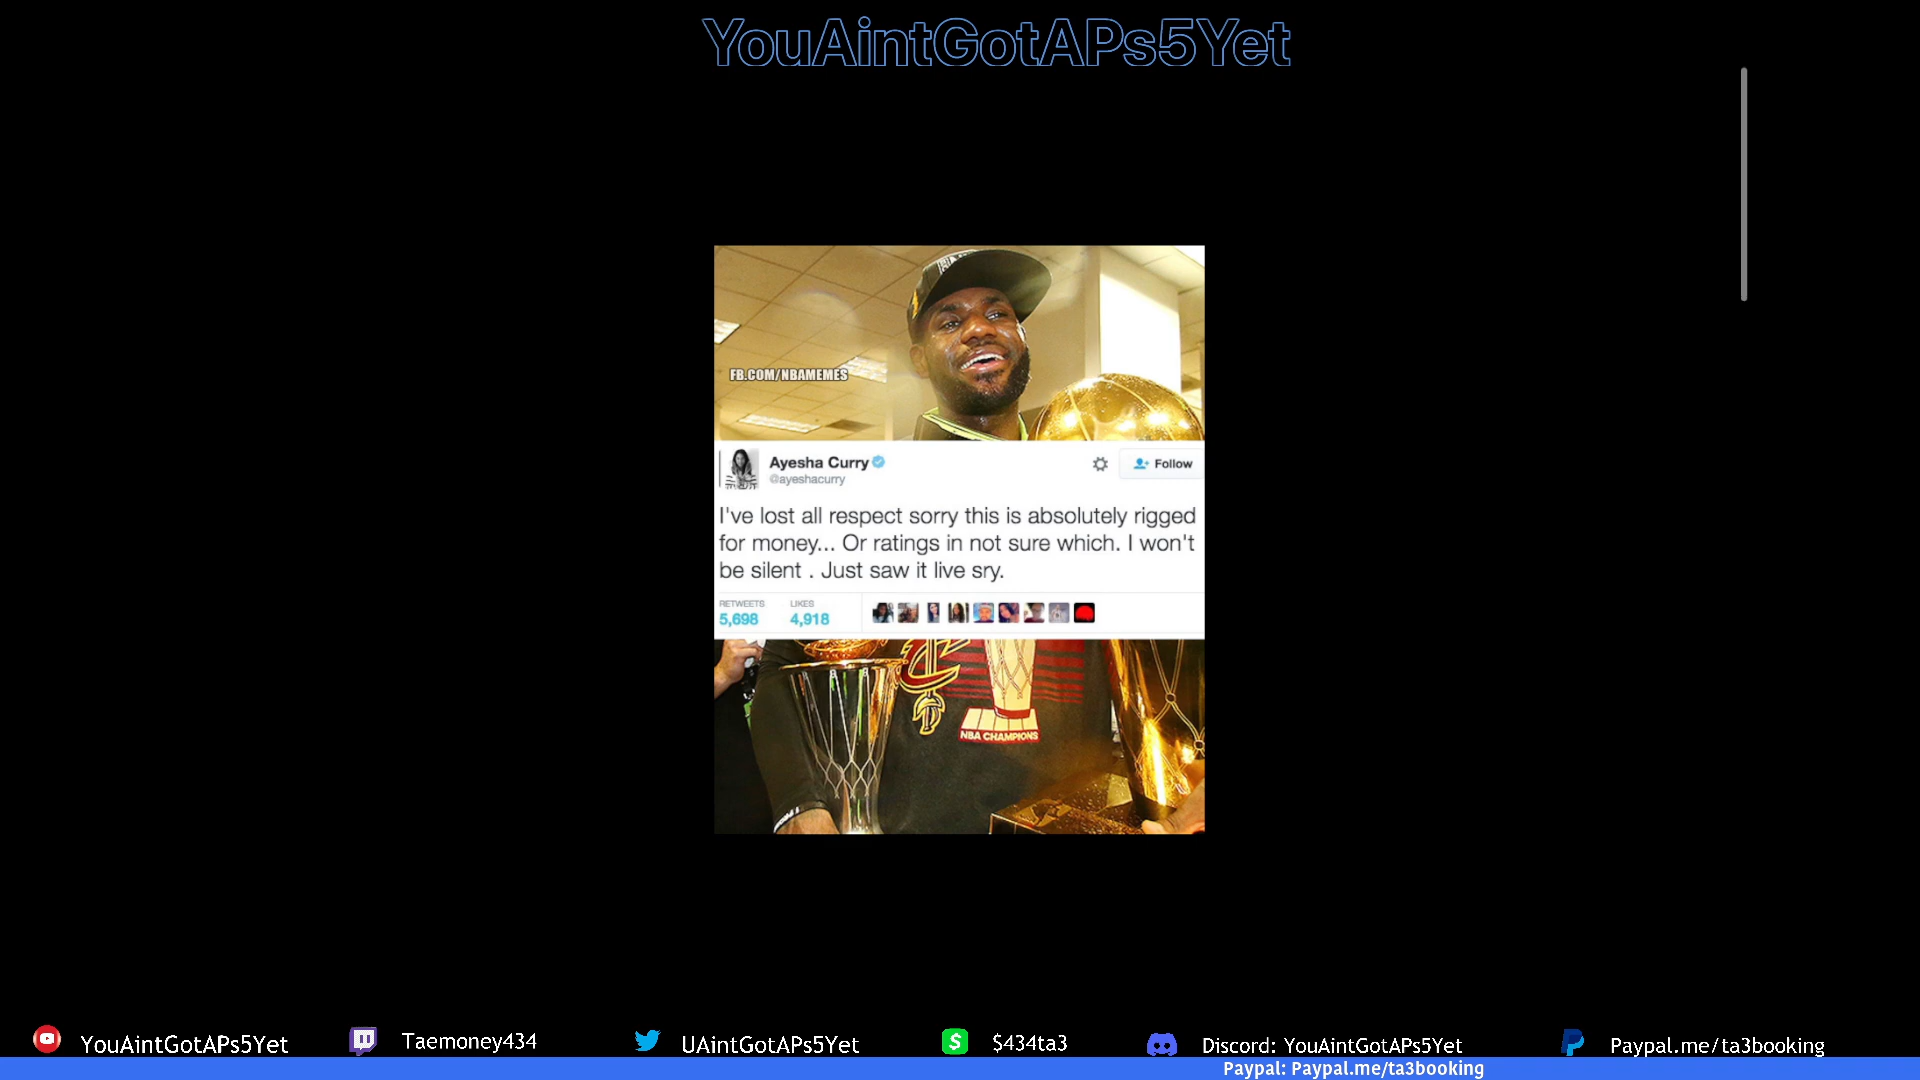 YouAintGotAPs5Yet
FB.COM/NBAMEMES
Ayesha Curry
@ayeshacurry
Follow
I've lost all respect sorry this is absolutely rigged
for money... Or ratings in not sure which. I won't
be silent . Just saw it live sry.
RETWEETS
LIKES
5,698
4,918
NBA CHAMPIONS
YouAintGotAPs5Yet
Taemoney434
UAintGotAPs5Yet
$434ta3
Discord: YouAintGotAPs5Yet
Paypal.me/ta3booking
Paypal: Paypal.me/ta3booking